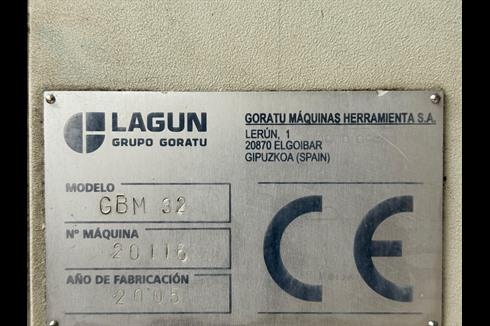 LAGUN
GRUPO GORATU
GORATU MÁQUINAS HERRAMIENTA S.A.
LERÚN, 1
20870 ELGOIBAR
GIPUZKOA (SPAIN)
MODELO
GBM 32
Nº MÁQUINA
20116
AÑO DE FABRICACIÓN
2005
CE